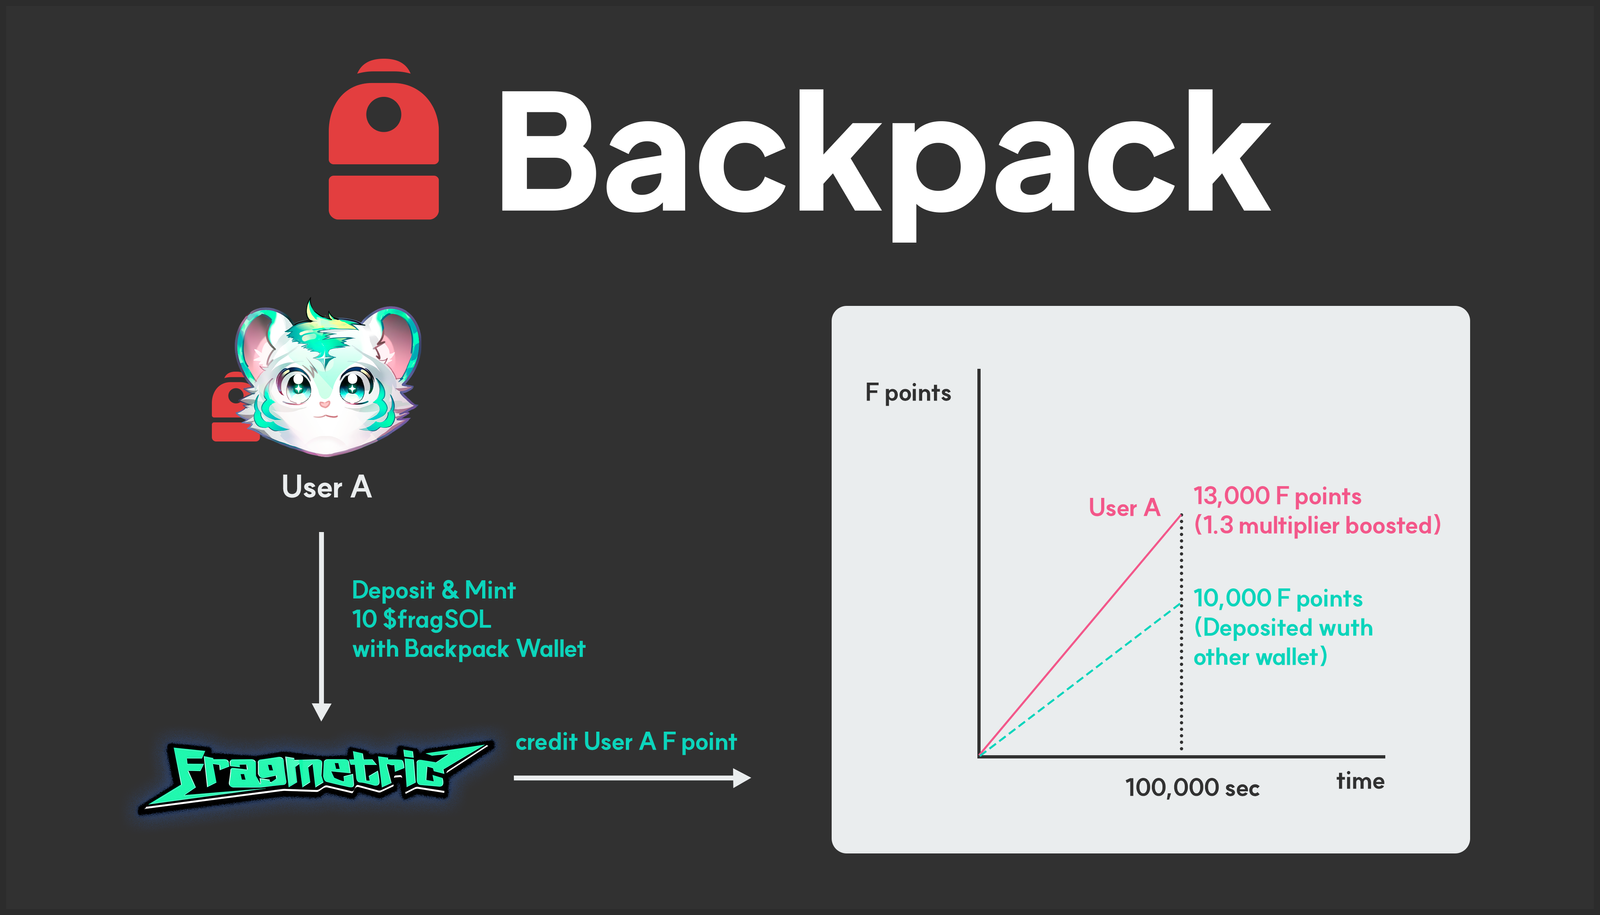 Backpack
User A
Deposit & Mint
10 $fragSOL
with Backpack Wallet
Fragmetric
credit User A F point
F points
User A
13,000 F points
(1.3 multiplier boosted)
10,000 F points
(Deposited wuth
other wallet)
100,000 sec
time